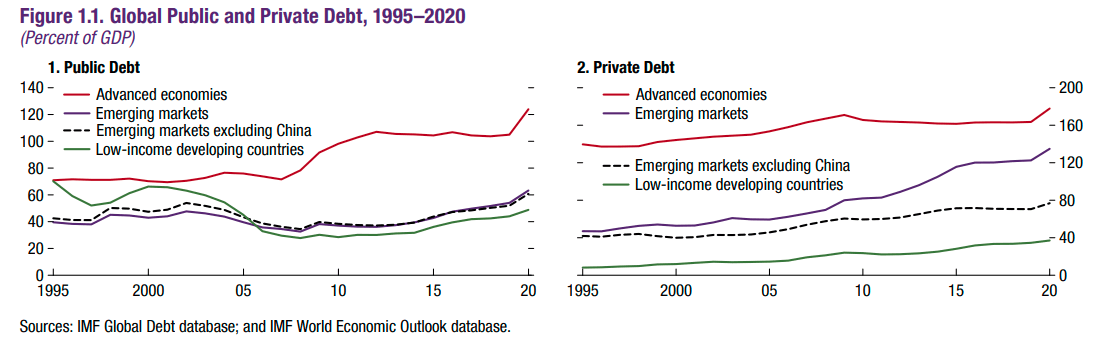 Figure 1.1. Global Public and Private Debt, 1995–2020
(Percent of GDP)
1. Public Debt
140
120
100
80
60
40
20
0
Advanced economies
Emerging markets
Emerging markets excluding China
Low-income developing countries
1995 2000 05 10 15 20
2. Private Debt
Advanced economies
Emerging markets
Emerging markets excluding China
Low-income developing countries
200
160
120
80
40
0
1995 2000 05 10 15 20
Sources: IMF Global Debt database; and IMF World Economic Outlook database.